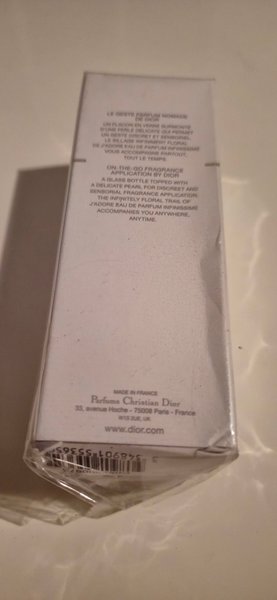 LE GESTE PARFUM NOMADE
DE DIOR
UN FLACON EN VERRE SURMONTÉ
D'UNE PERLE DÉLICATE QUI PERMET
UN GESTE DISCRET ET SENSORIEL.
LE SILLAGE INFINIMENT FLORAL
DE J'ADORE EAU DE PARFUM INFINISSIME
VOUS ACCOMPAGNE PARTOUT,
TOUT LE TEMPS.
ON-THE-GO FRAGRANCE
APPLICATION BY DIOR
A GLASS BOTTLE TOPPED WITH
A DELICATE PEARL FOR DISCREET AND
SENSORIAL FRAGRANCE APPLICATION.
THE INFINITELY FLORAL TRAIL OF
J'ADORE EAU DE PARFUM INFINISSIME
ACCOMPANIES YOU ANYWHERE,
ANYTIME.
MADE IN FRANCE
Parfums Christian Dior
33, avenue Hoche - 75008 Paris - France
W1S 2UE, UK
www.dior.com